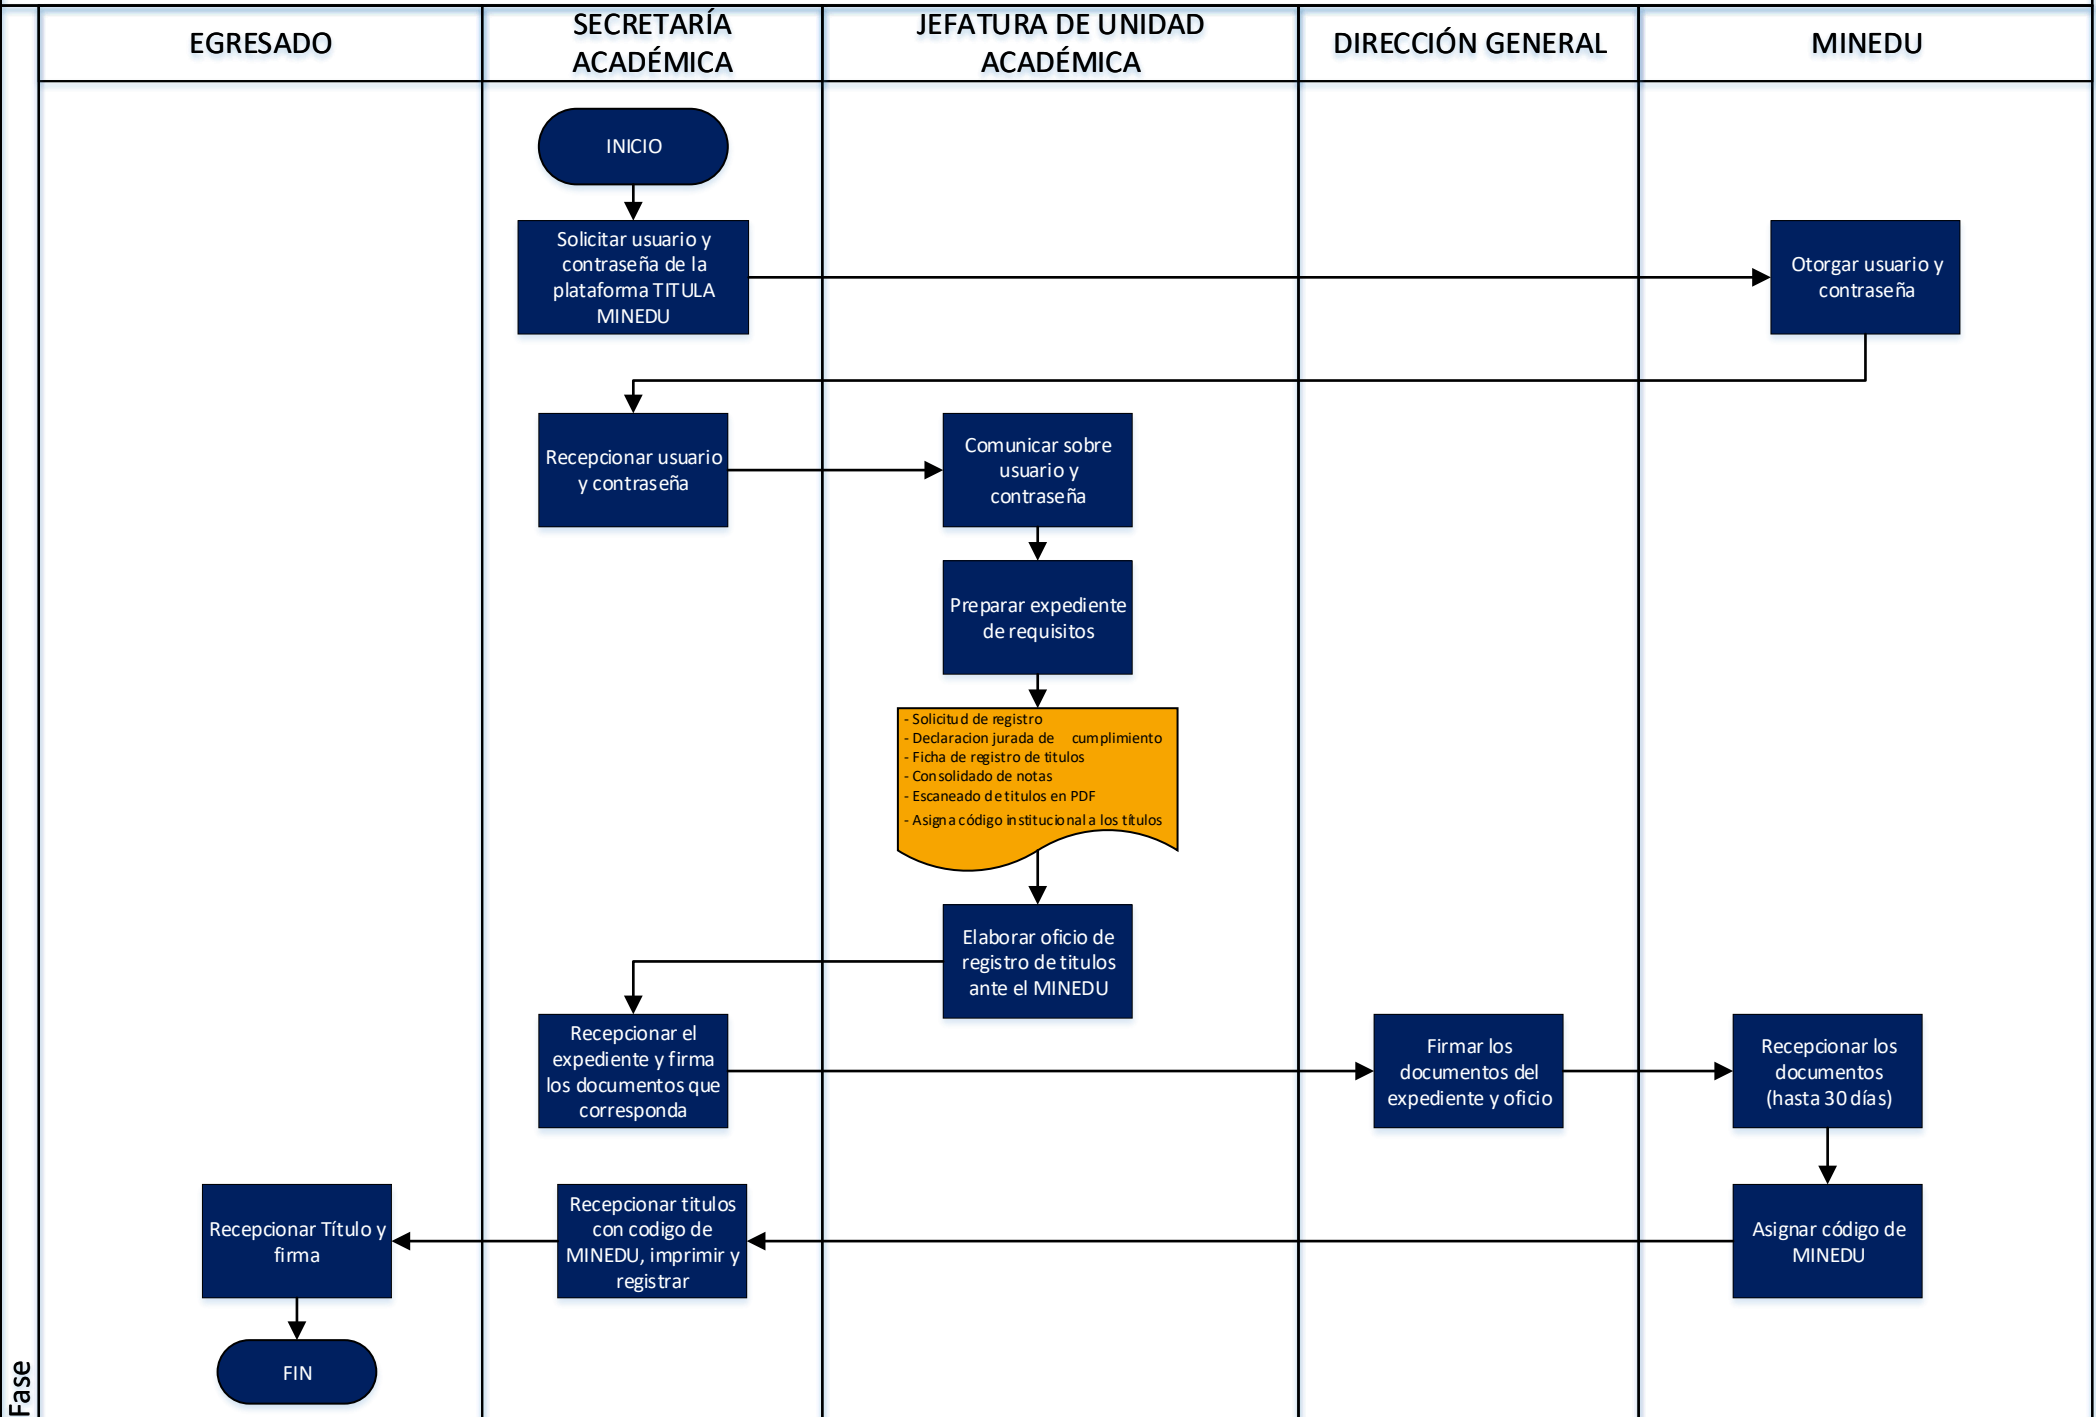 EGRESADO
SECRETARÍA
ACADÉMICA
JEFATURA DE UNIDAD
ACADÉMICA
DIRECCIÓN GENERAL
MINEDU
INICIO
Solicitar usuario y
contraseña de la
plataforma TITULA
MINEDU
Otorgar usuario y
contraseña
Recepcionar usuario
y contraseña
Comunicar sobre
usuario y
contraseña
Preparar expediente
de requisitos
- Solicitud de registro
- Declaracion jurada de cumplimiento
- Ficha de registro de titulos
- Consolidado de notas
- Escaneado de titulos en PDF
- Asigna código institucional a los títulos
Elaborar oficio de
registro de titulos
ante el MINEDU
Recepcionar el
expediente y firma
los documentos que
corresponda
Firmar los
documentos del
expediente y oficio
Recepcionar los
documentos
(hasta 30 días)
Recepcionar Título y
firma
Recepcionar titulos
con codigo de
MINEDU, imprimir y
registrar
Asignar código de
MINEDU
FIN
Fase